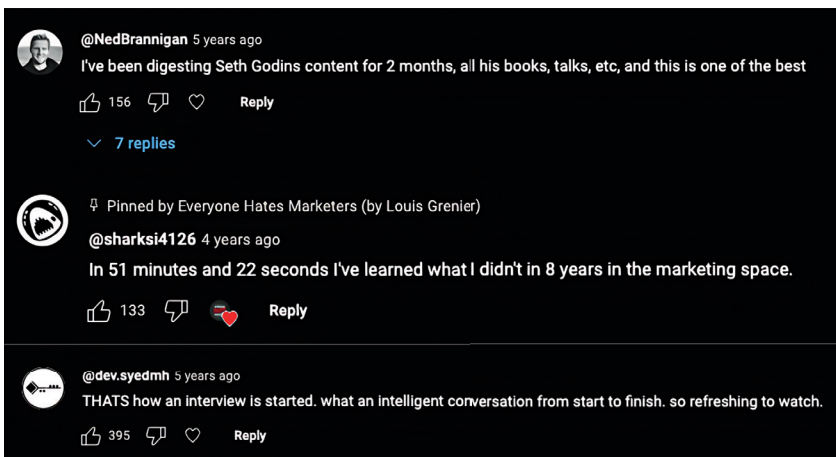 @NedBrannigan 5 years ago
I've been digesting Seth Godins content for 2 months, all his books, talks, etc, and this is one of the best
156 Reply
7 replies
Pinned by Everyone Hates Marketers (by Louis Grenier)
@sharksi4126 4 years ago
In 51 minutes and 22 seconds I've learned what I didn't in 8 years in the marketing space.
133 Reply
@dev.syedmh 5 years ago
THATS how an interview is started. what an intelligent conversation from start to finish. so refreshing to watch.
395 Reply